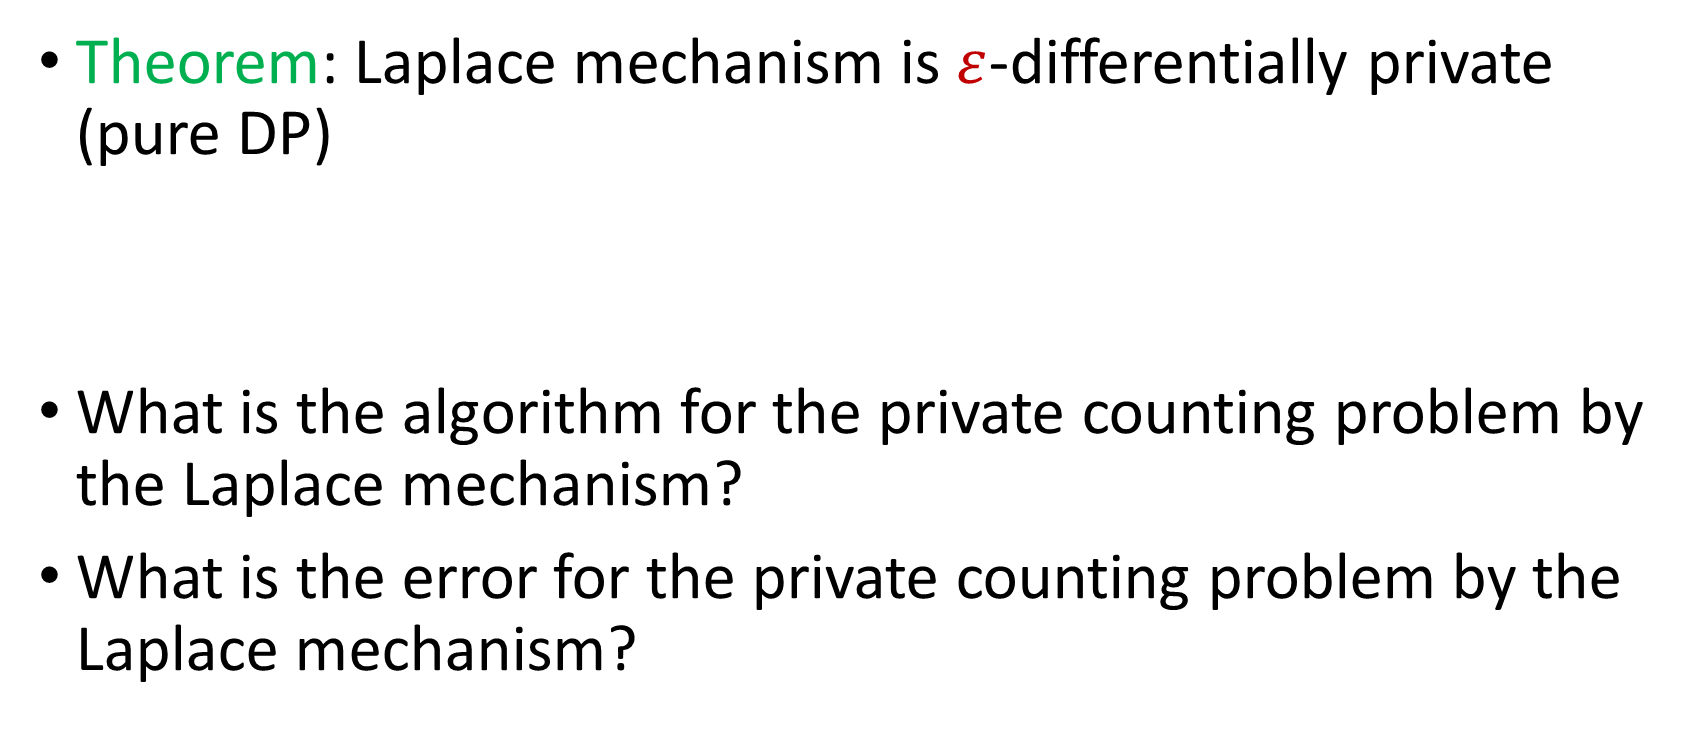 • Theorem: Laplace mechanism is ε-differentially private
(pure DP)
• What is the algorithm for the private counting problem by
the Laplace mechanism?
• What is the error for the private counting problem by the
Laplace mechanism?